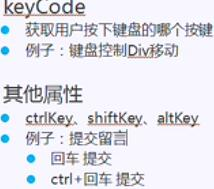 keyCode
获取用户按下键盘的哪个按键
例子：键盘控制Div移动
其他属性
ctrlKey、shiftKey、altKey
例子：提交留言
回车 提交
ctrl+回车 提交